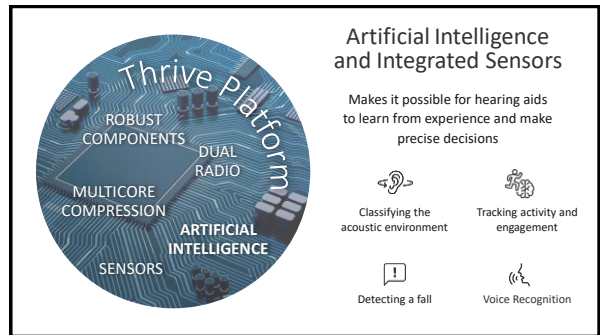 Thrive Platform
ROBUST
COMPONENTS
DUAL
RADIO
MULTICORE
COMPRESSION
ARTIFICIAL
INTELLIGENCE
SENSORS
Artificial Intelligence
and Integrated Sensors
Makes it possible for hearing aids
to learn from experience and make
precise decisions
Classifying the
acoustic environment
Tracking activity and
engagement
!
Detecting a fall
Voice Recognition